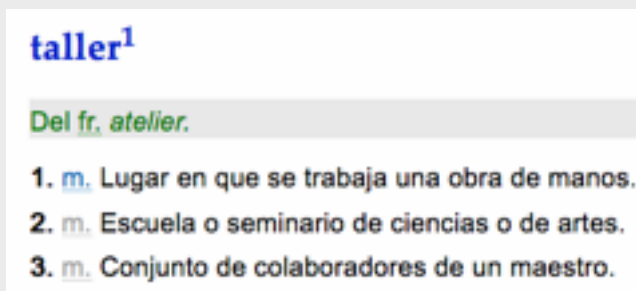 taller¹
Del fr. atelier.
1. m. Lugar en que se trabaja una obra de manos.
2. m. Escuela o seminario de ciencias o de artes.
3. m. Conjunto de colaboradores de un maestro.